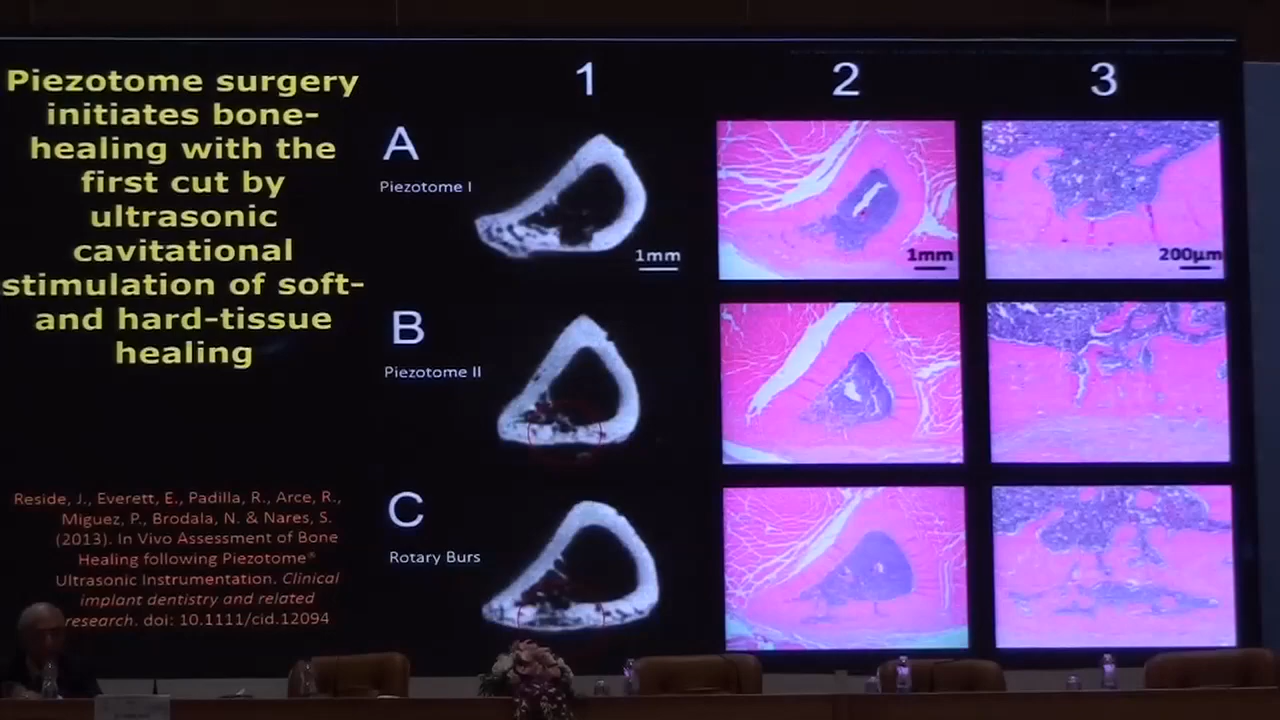 Piezotome surgery
initiates bone-
healing with the
first cut by
ultrasonic
cavitational
stimulation of soft-
and hard-tissue
healing
Reside, J., Everett, E., Padilla, R., Arce, R.,
Miguez, P., Brodala, N. & Nares, S.
(2013). In Vivo Assessment of Bone
Healing following Piezotome®
Ultrasonic Instrumentation. Clinical
implant dentistry and related
research. doi: 10.1111/cid.12094
1
2
3
A
Piezotome I
1mm
1mm
200µm
B
Piezotome II
C
Rotary Burs